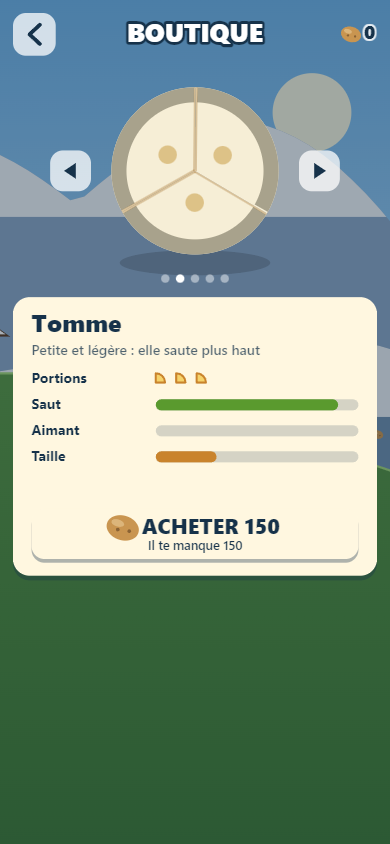 BOUTIQUE
0
Tomme
Petite et légère : elle saute plus haut
Portions
Saut
Aimant
Taille
ACHETER 150
Il te manque 150